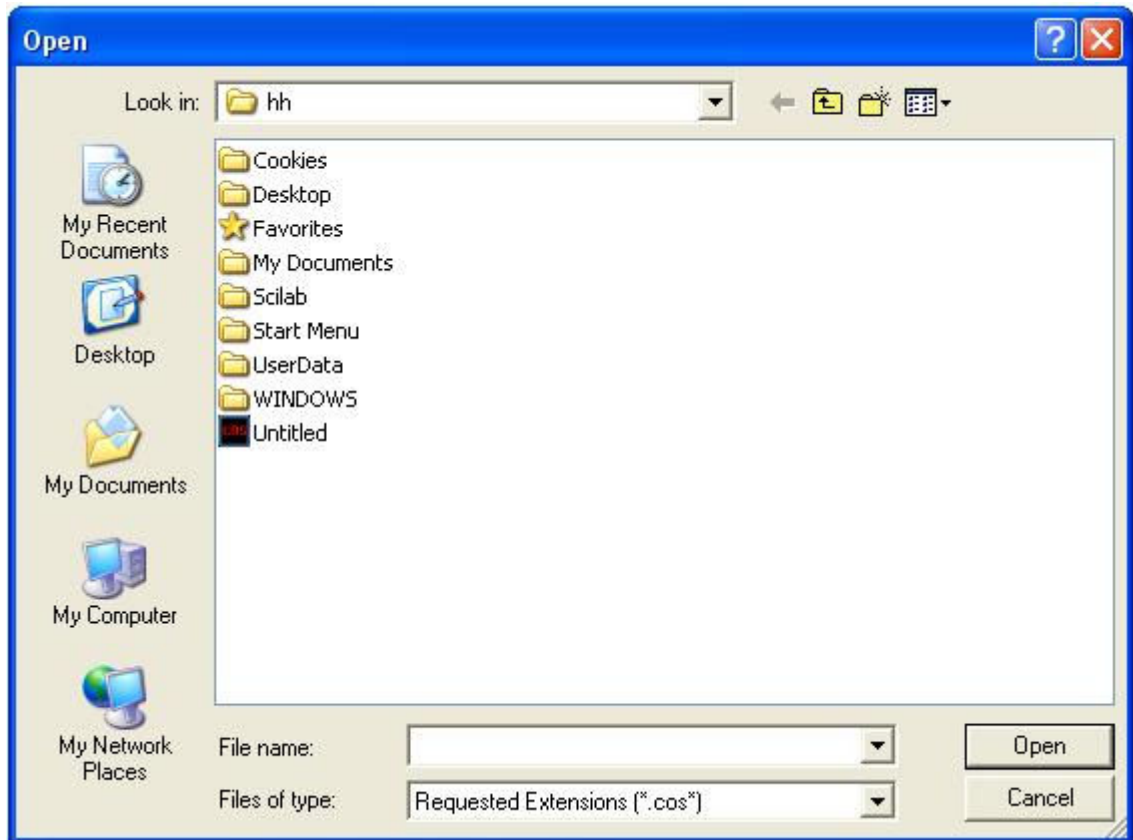 Open
Look in: hh
Cookies
Desktop
Favorites
My Documents
Scilab
Start Menu
UserData
WINDOWS
cos Untitled
My Recent
Documents
Desktop
My Documents
My Computer
My Network
Places
File name: Open
Files of type: Requested Extensions (*.cos*) Cancel